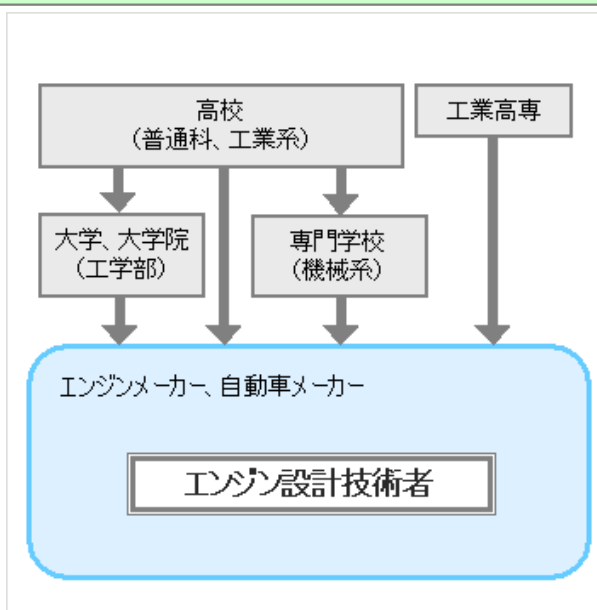 高校
(普通科、工業系)
工業高専
大学、大学院
(工学部)
専門学校
(機械系)
エンジンメーカー、自動車メーカー
エンジン設計技術者